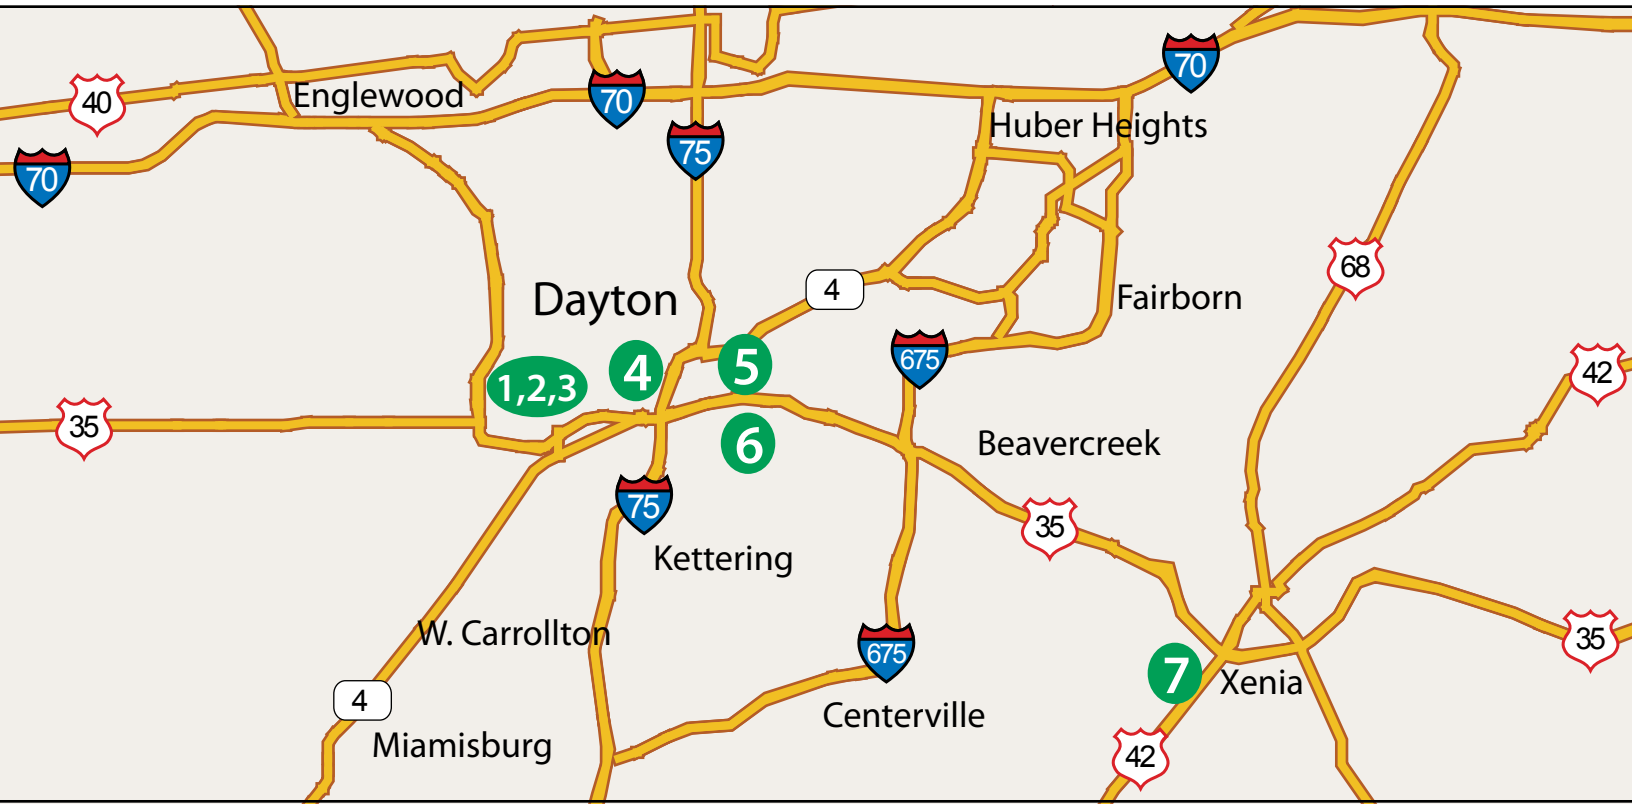 70
40
Englewood
70
Huber Heights
75
70
68
4
Dayton
Fairborn
675
5
4
42
1,2,3
35
6
Beavercreek
75
35
Kettering
W. Carrollton
35
675
7
Xenia
4
Centerville
Miamisburg
42